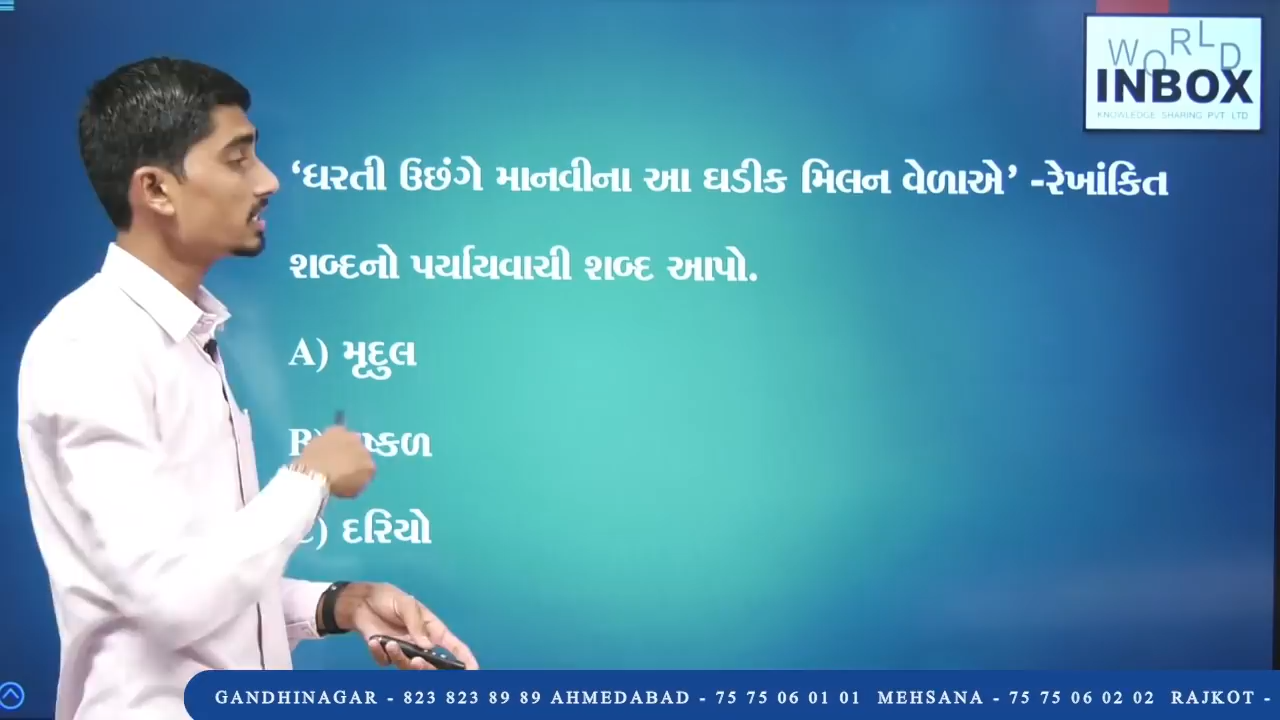 WORLD
INBOX
KNOWLEDGE SHARING PVT. LTD
‘ધરતી ઉછંગે માનવીના આ ઘડીક મિલન વેળાએ’ -રેખાંકિત
શબ્દનો પર્યાયવાચી શબ્દ આપો.
A) મૃદુલ
B)
C) દરિયો
GANDHINAGAR - 823 823 89 89 AHMEDABAD - 75 75 06 01 01 MEHSANA - 75 75 06 02 02 RAJKOT -